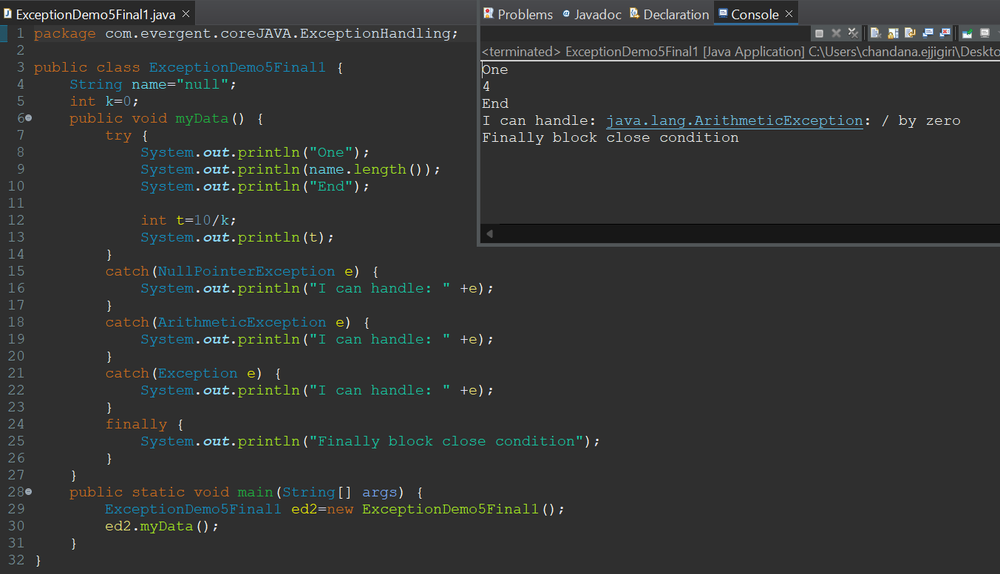 ExceptionDemo5Final1.java ×
1 package com.evergent.coreJAVA.ExceptionHandling;
2
3 public class ExceptionDemo5Final1 {
4     String name="null";
5     int k=0;
6     public void myData() {
7         try {
8             System.out.println("One");
9             System.out.println(name.length());
10             System.out.println("End");
11
12             int t=10/k;
13             System.out.println(t);
14         }
15         catch(NullPointerException e) {
16             System.out.println("I can handle: " +e);
17         }
18         catch(ArithmeticException e) {
19             System.out.println("I can handle: " +e);
20         }
21         catch(Exception e) {
22             System.out.println("I can handle: " +e);
23         }
24         finally {
25             System.out.println("Finally block close condition");
26         }
27     }
28     public static void main(String[] args) {
29         ExceptionDemo5Final1 ed2=new ExceptionDemo5Final1();
30         ed2.myData();
31     }
32 }
Problems @ Javadoc Declaration Console ×
<terminated> ExceptionDemo5Final1 [Java Application] C:\Users\chandana.ejjigiri\Deskto
One
4
End
I can handle: java.lang.ArithmeticException: / by zero
Finally block close condition